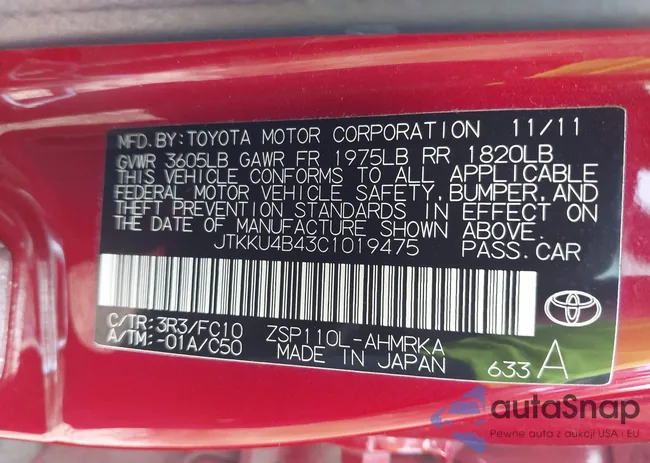 MFD. BY: TOYOTA MOTOR CORPORATION 11/11
GVWR 3605LB GAWR FR 1975LB RR 1820LB
THIS VEHICLE CONFORMS TO ALL APPLICABLE
FEDERAL MOTOR VEHICLE SAFETY, BUMPER, AND
THEFT PREVENTION STANDARDS IN EFFECT ON
THE DATE OF MANUFACTURE SHOWN ABOVE.
JTKKU4B43C1019475 PASS.CAR
C/TR:3R3/FC10 ZSP110L-AHMRKA
A/TM:-01A/C50 MADE IN JAPAN 633 A
autaSnap
Pewne auta z aukcji USA i EU